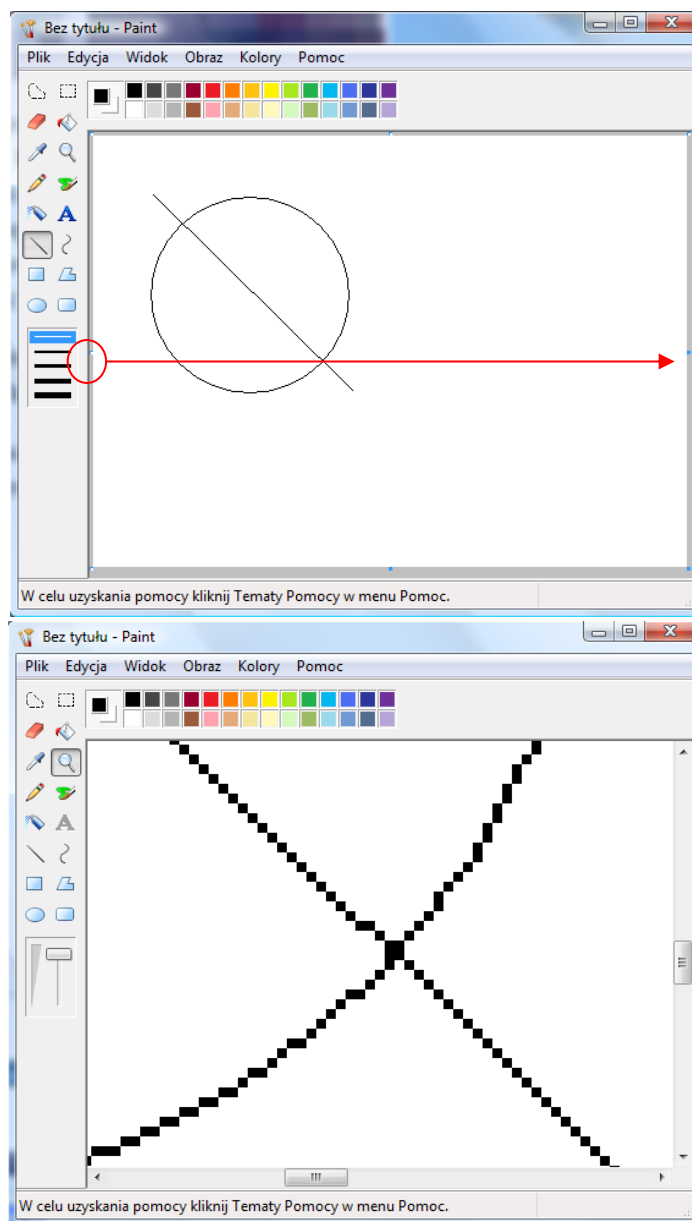 Bez tytułu - Paint
Plik Edycja Widok Obraz Kolory Pomoc
A
W celu uzyskania pomocy kliknij Tematy Pomocy w menu Pomoc.
Bez tytułu - Paint
Plik Edycja Widok Obraz Kolory Pomoc
A
W celu uzyskania pomocy kliknij Tematy Pomocy w menu Pomoc.